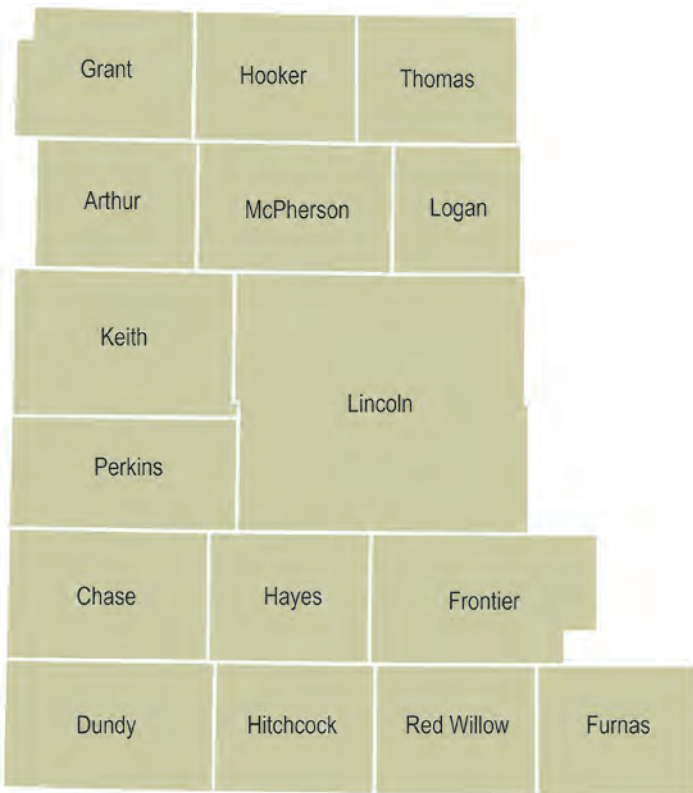 Grant
Hooker
Thomas
Arthur
McPherson
Logan
Keith
Lincoln
Perkins
Chase
Hayes
Frontier
Dundy
Hitchcock
Red Willow
Furnas